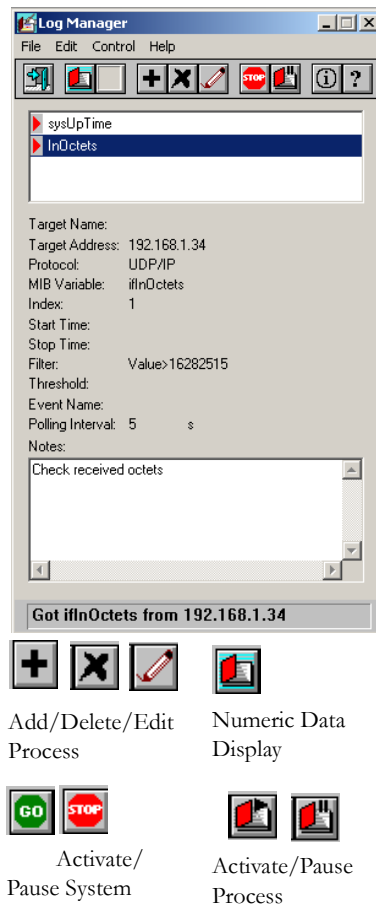 Log Manager
File Edit Control Help
STOP
i ?
sysUpTime
InOctets
Target Name:
Target Address: 192.168.1.34
Protocol: UDP/IP
MIB Variable: ifInOctets
Index: 1
Start Time:
Stop Time:
Filter: Value>16282515
Threshold:
Event Name:
Polling Interval: 5 s
Notes:
Check received octets
Got ifInOctets from 192.168.1.34
Add/Delete/Edit
Process
Numeric Data
Display
GO STOP
Activate/
Pause System
Activate/Pause
Process